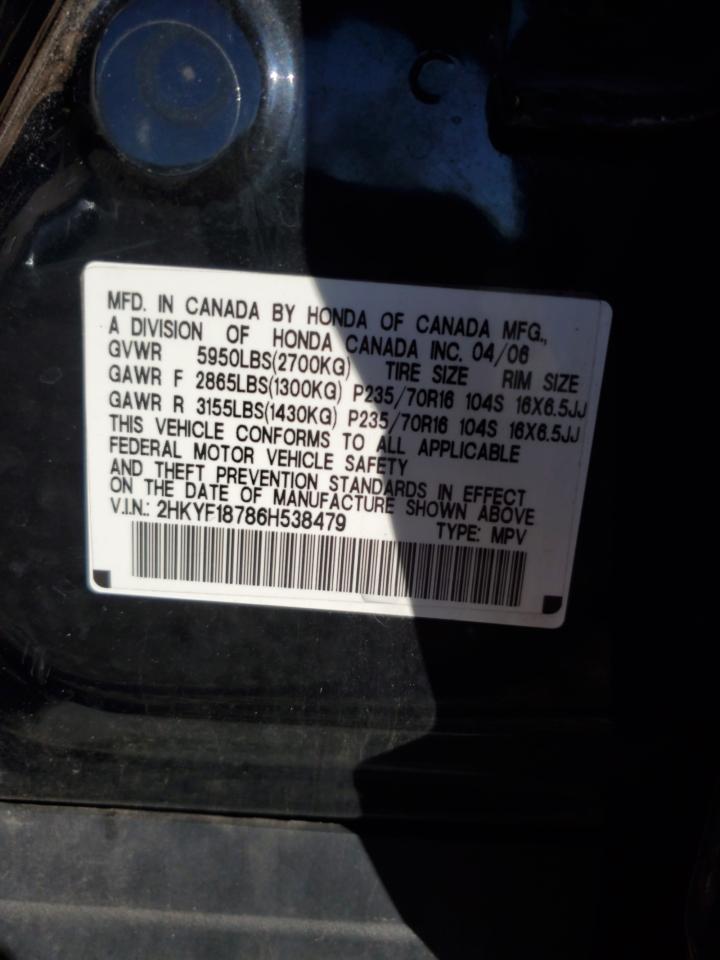 MFD. IN CANADA BY HONDA OF CANADA MFG.,
A DIVISION OF HONDA CANADA INC. 04/06
GVWR 5950LBS(2700KG) TIRE SIZE RIM SIZE
GAWR F 2865LBS(1300KG) P235/70R16 104S 16X6.5JJ
GAWR R 3155LBS(1430KG) P235/70R16 104S 16X6.5JJ
THIS VEHICLE CONFORMS TO ALL APPLICABLE
FEDERAL MOTOR VEHICLE SAFETY
AND THEFT PREVENTION STANDARDS IN EFFECT
ON THE DATE OF MANUFACTURE SHOWN ABOVE
V.I.N.: 2HKYF18786H538479 TYPE: MPV